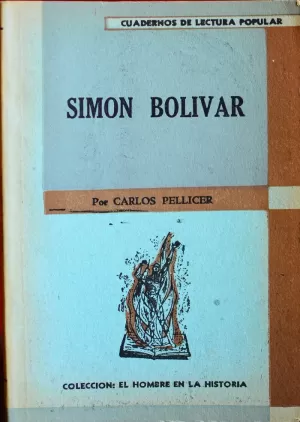 CUADERNOS DE LECTURA POPULAR
SIMON BOLIVAR
Por CARLOS PELLICER
COLECCION: EL HOMBRE EN LA HISTORIA